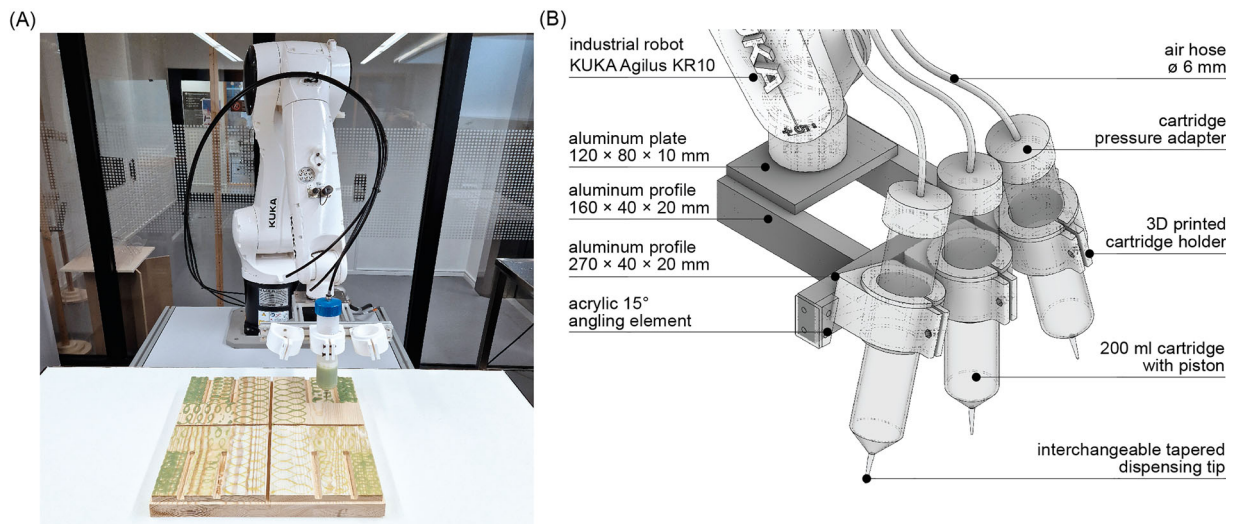 (A)
KUKA
(B)
industrial robot
KUKA Agilus KR10
aluminum plate
120 × 80 × 10 mm
aluminum profile
160 × 40 × 20 mm
aluminum profile
270 × 40 × 20 mm
acrylic 15°
angling element
KUKA
air hose
ø 6 mm
cartridge
pressure adapter
3D printed
cartridge holder
200 ml cartridge
with piston
interchangeable tapered
dispensing tip